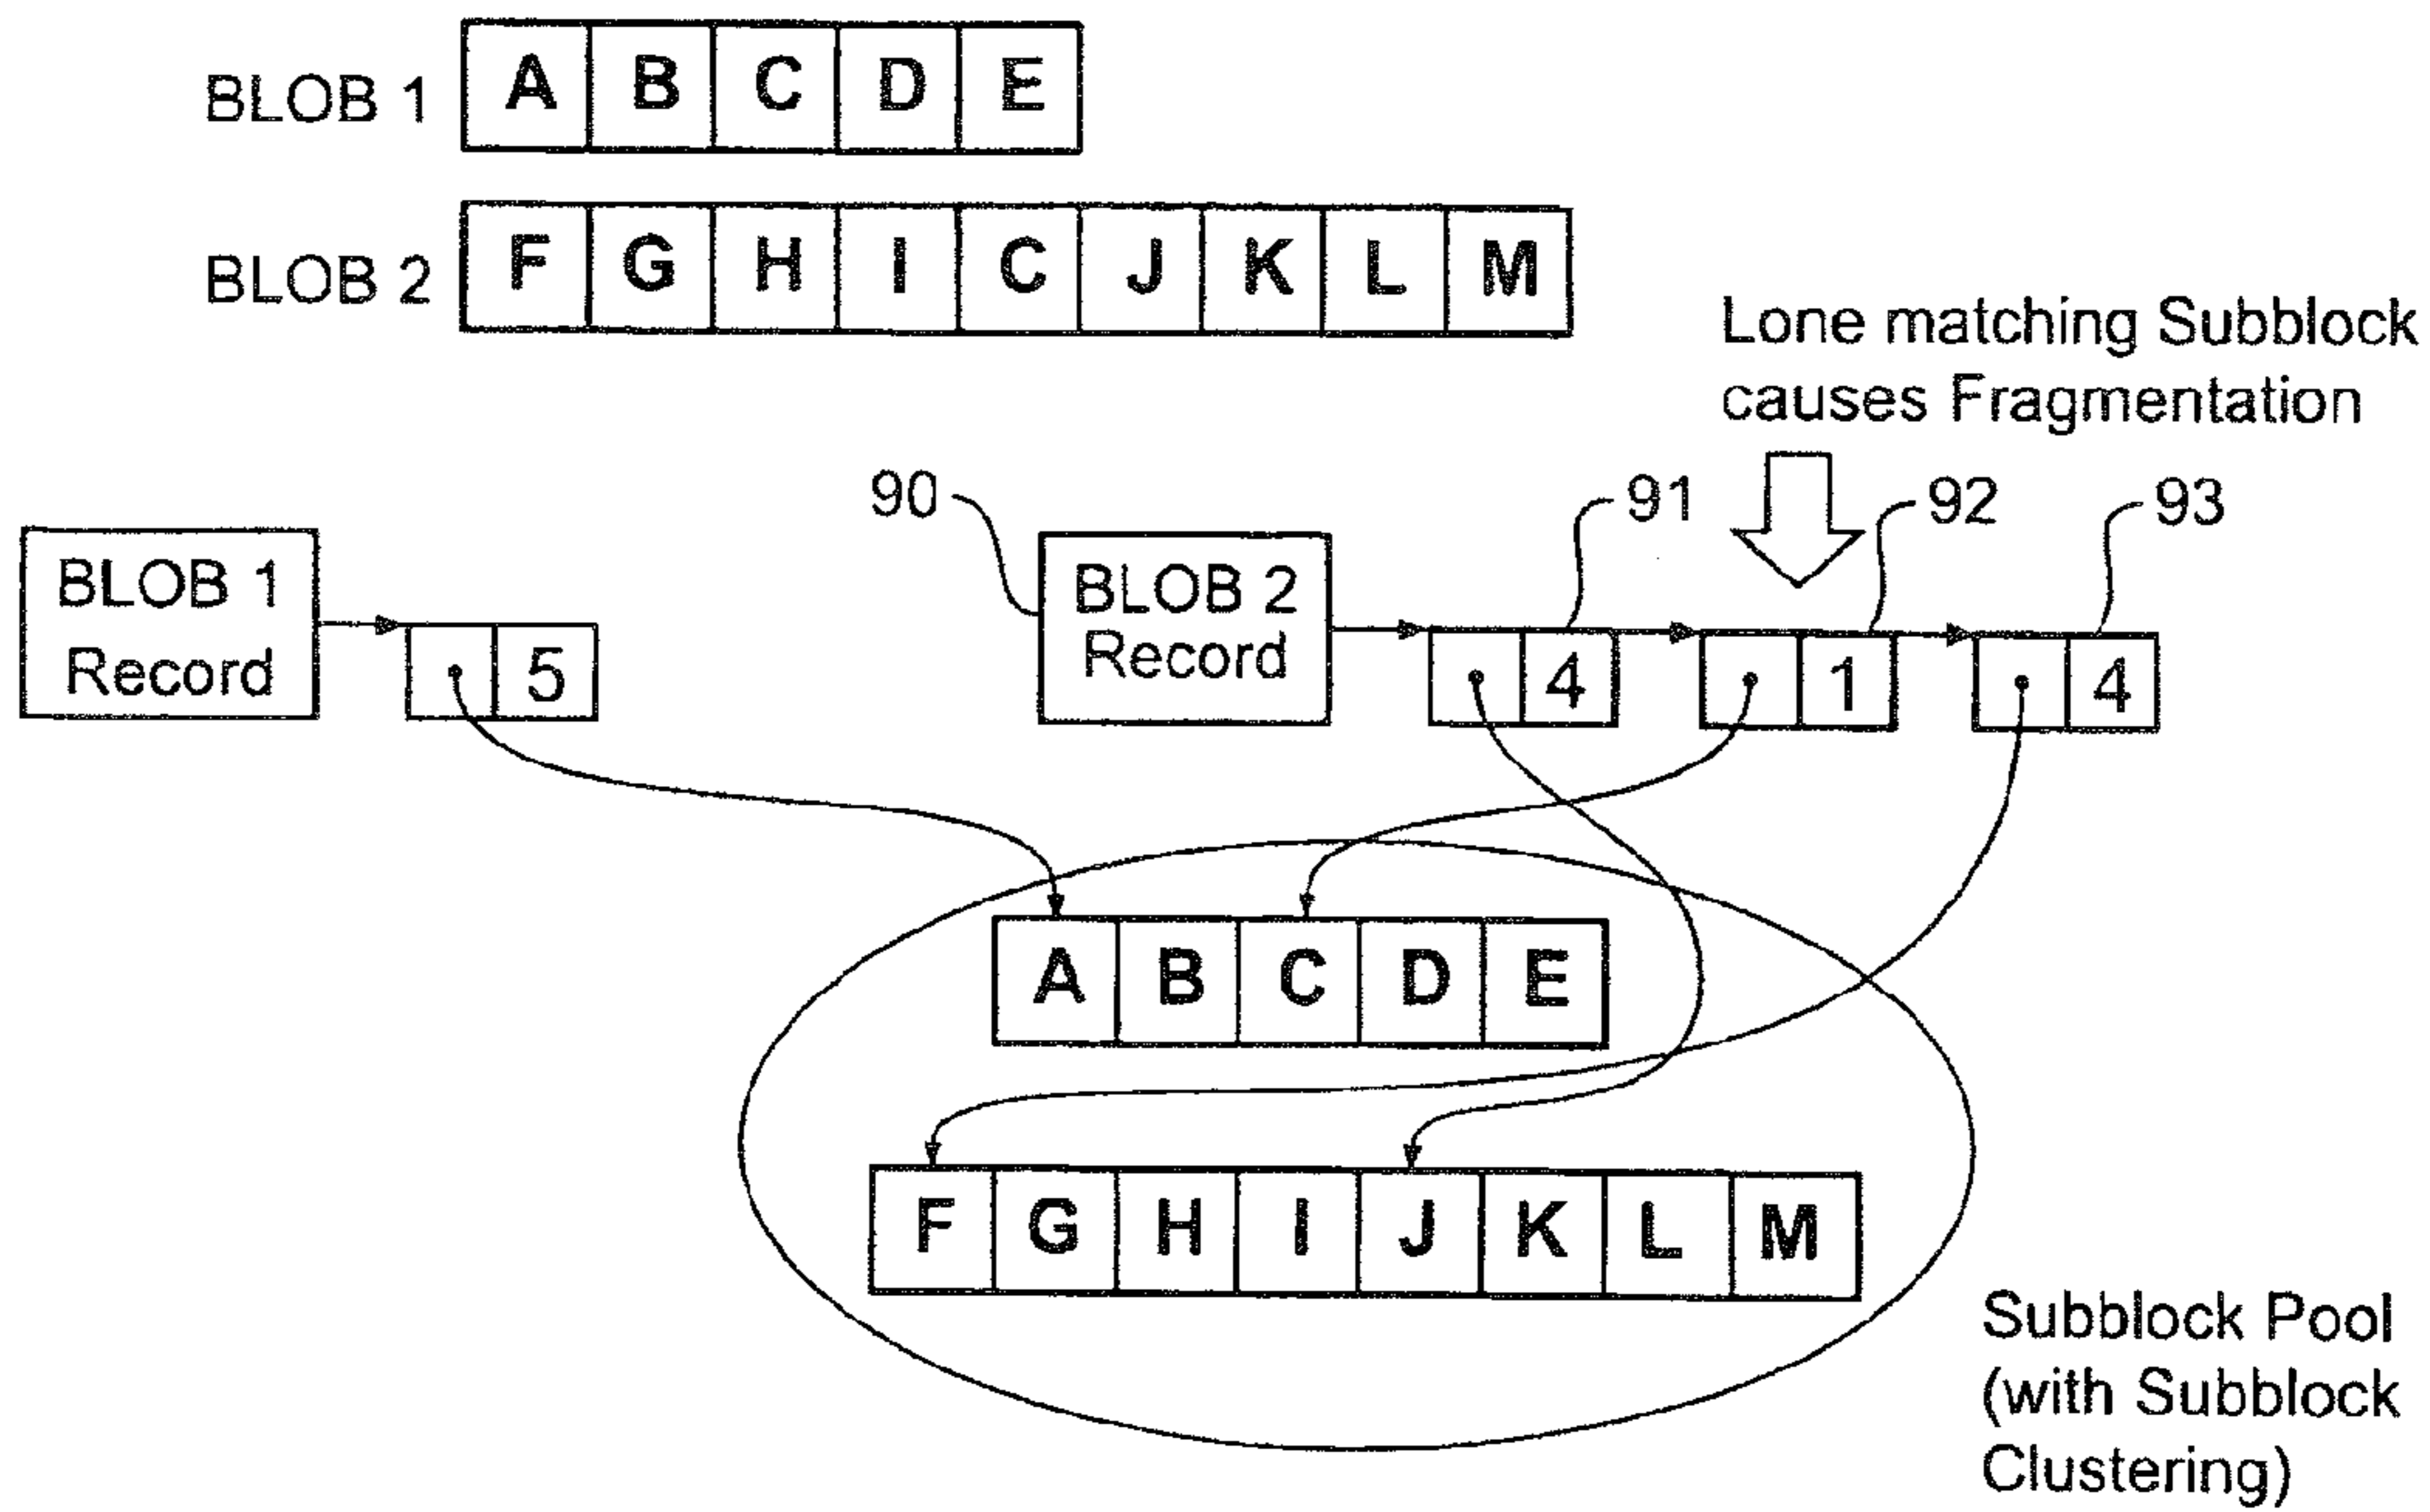 BLOB 1 A B C D E
BLOB 2 F G H I C J K L M
Lone matching Subblock
causes Fragmentation
90 91 92 93
BLOB 1
Record
5
BLOB 2
Record
4 1 4
A B C D E
F G H I J K L M
Subblock Pool
(with Subblock
Clustering)